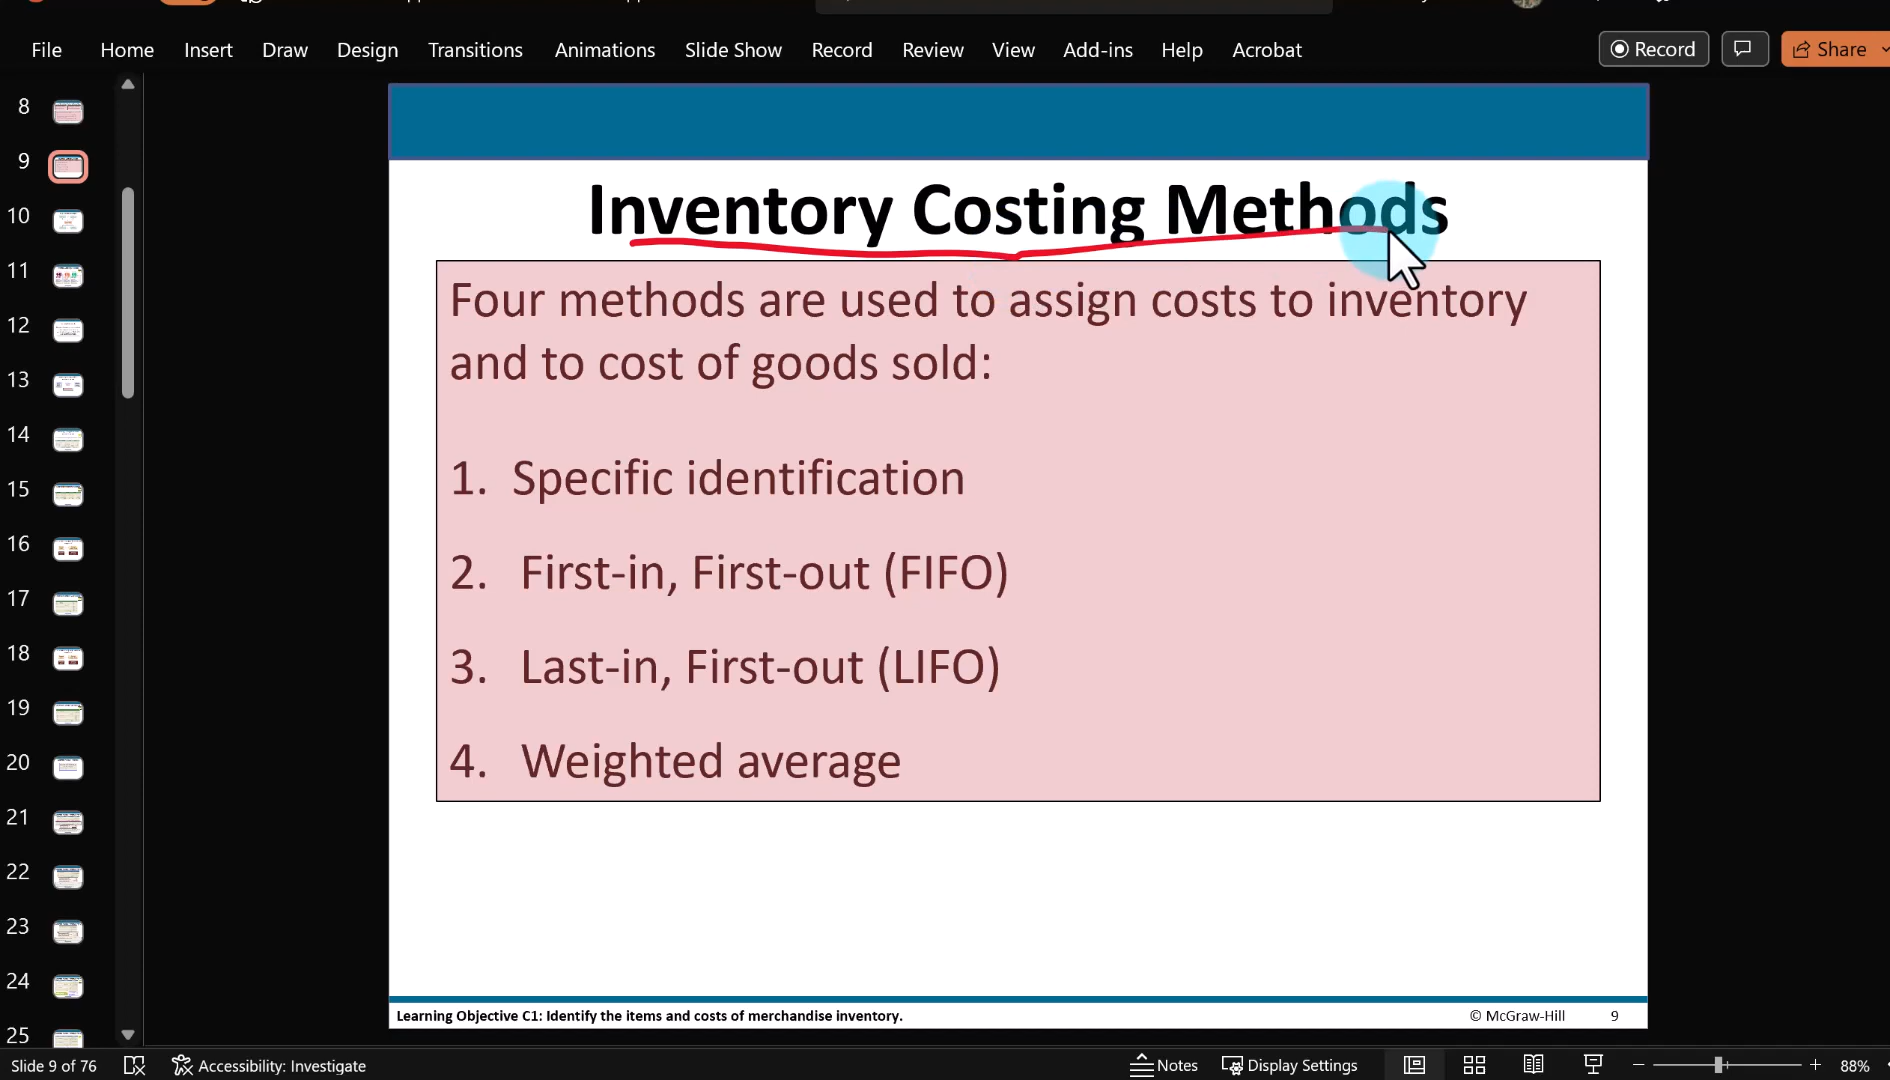 File Home Insert Draw Design Transitions Animations Slide Show Record Review View Add-ins Help Acrobat Record Share
8
9
10
11
12
13
14
15
16
17
18
19
20
21
22
23
24
25
Inventory Costing Methods
Four methods are used to assign costs to inventory
and to cost of goods sold:
1. Specific identification
2. First-in, First-out (FIFO)
3. Last-in, First-out (LIFO)
4. Weighted average
Learning Objective C1: Identify the items and costs of merchandise inventory. © McGraw-Hill 9
Slide 9 of 76 Accessibility: Investigate Notes Display Settings 88%